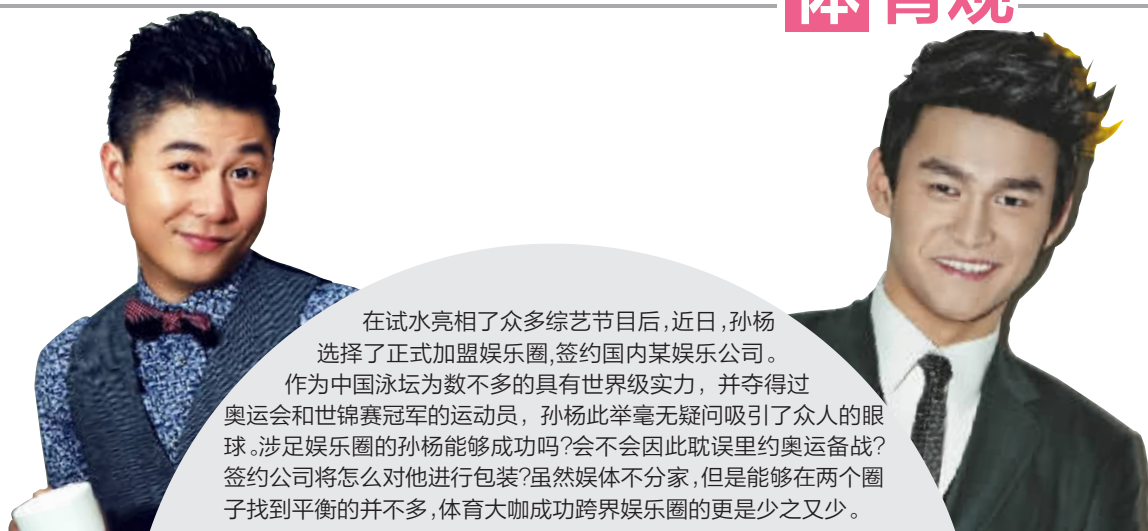 体育观
在试水亮相了众多综艺节目后,近日,孙杨
选择了正式加盟娱乐圈,签约国内某娱乐公司。
作为中国泳坛为数不多的具有世界级实力，并夺得过
奥运会和世锦赛冠军的运动员，孙杨此举毫无疑问吸引了众人的眼
球。涉足娱乐圈的孙杨能够成功吗?会不会因此耽误里约奥运备战?
签约公司将怎么对他进行包装?虽然娱体不分家,但是能够在两个圈
子找到平衡的并不多,体育大咖成功跨界娱乐圈的更是少之又少。